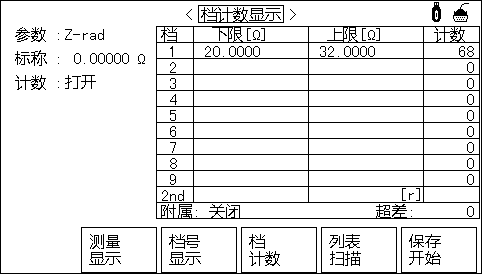 < 档计数显示 >
参数 :Z-rad
标称 : 0.00000 Ω
计数 :打开
档 下限[Ω] 上限[Ω] 计数
1 20.0000 32.0000 68
2 0
3 0
4 0
5 0
6 0
7 0
8 0
9 0
2nd [r]
附属: 关闭 超差: 0
测量 档号 档 列表 保存
显示 显示 计数 扫描 开始